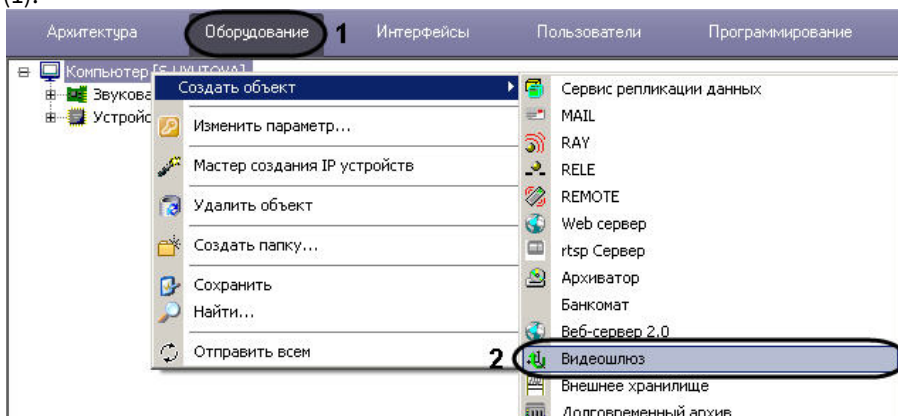 (1).
Архитектура Оборудование 1 Интерфейсы Пользователи Программирование
Компьютер
Звукова
Устройс
Создать объект
Изменить параметр...
Мастер создания IP устройств
Удалить объект
Создать папку...
Сохранить
Найти...
Отправить всем
Сервис репликации данных
MAIL
RAY
RELE
REMOTE
Web сервер
rtsp Сервер
Архиватор
Банкомат
Веб-сервер 2.0
2 Видеошлюз
Внешнее хранилище
Долговременный архив